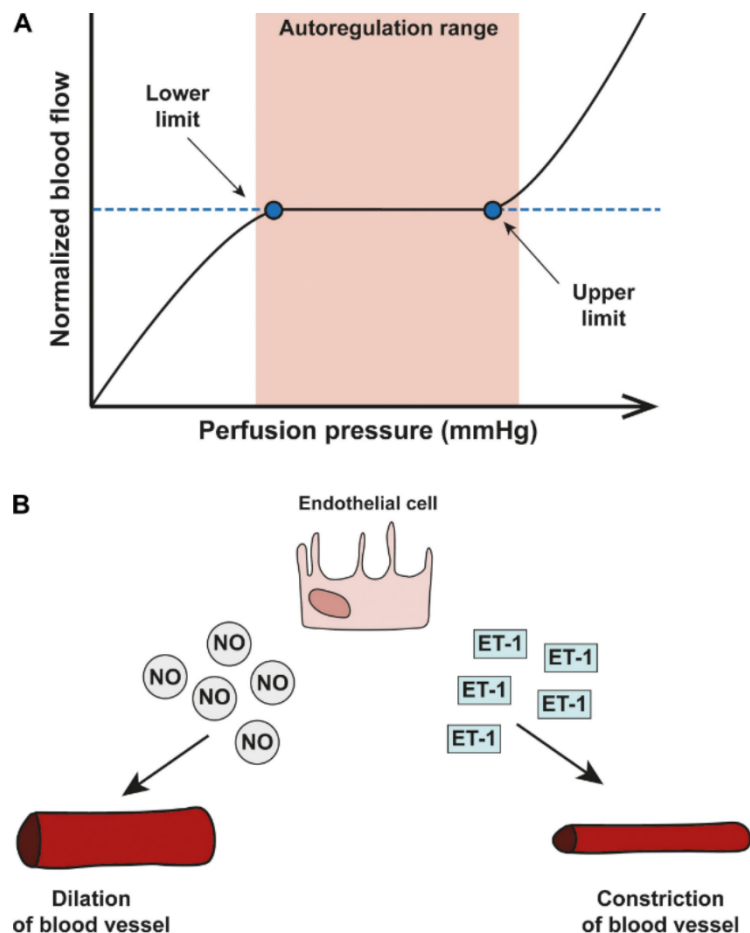 A
Autoregulation range
Lower
limit
Normalized blood flow
Upper
limit
Perfusion pressure (mmHg)
B
Endothelial cell
NO
NO
NO
NO
NO
ET-1
ET-1
ET-1
ET-1
ET-1
Dilation
of blood vessel
Constriction
of blood vessel